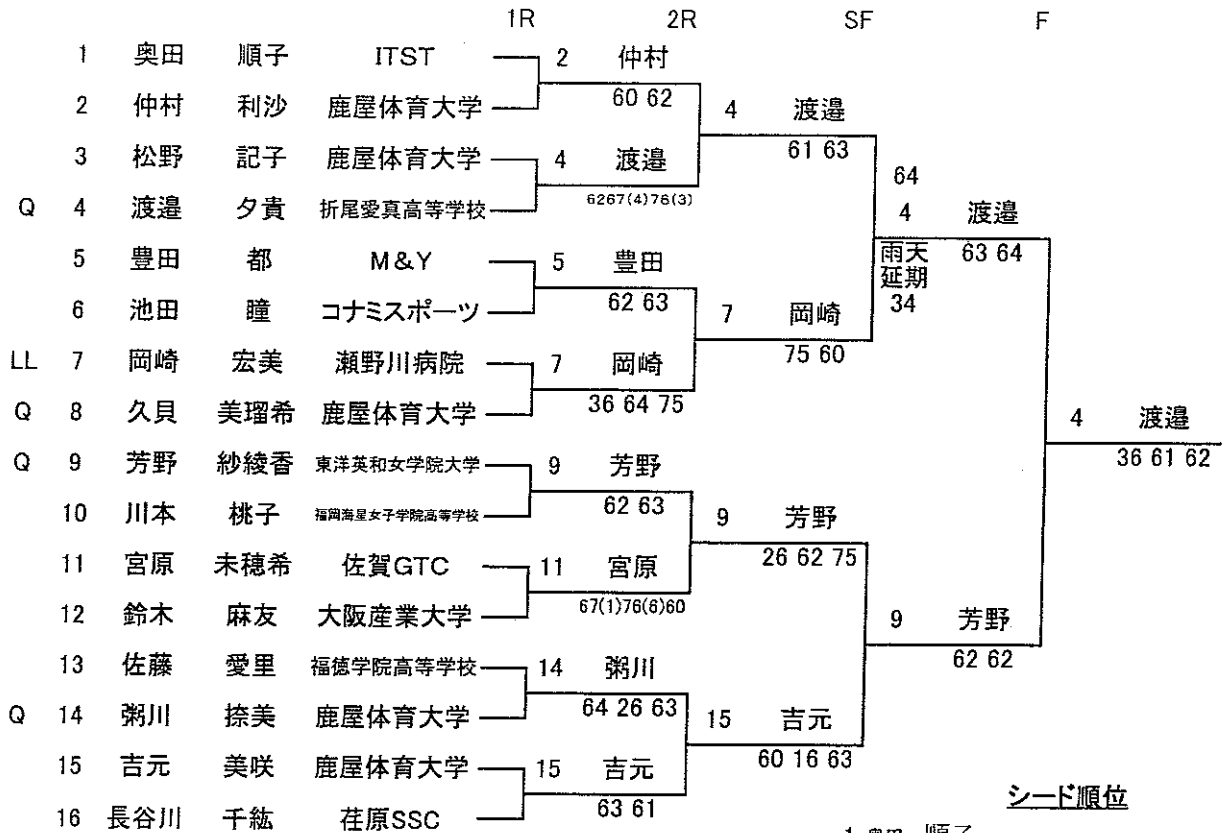 1R 2R SF F
1 奥田 順子 ITST 2 仲村
60 62
2 仲村 利沙 鹿屋体育大学 4 渡邉
61 63
3 松野 記子 鹿屋体育大学 4 渡邉
6267(4)76(3)
64
Q 4 渡邉 夕貴 折尾愛真高等学校 4 渡邉
雨天 63 64
延期
34
5 豊田 都 M&Y 5 豊田
62 63
6 池田 瞳 コナミスポーツ 7 岡崎
75 60
LL 7 岡崎 宏美 瀬野川病院 7 岡崎
36 64 75
Q 8 久貝 美瑠希 鹿屋体育大学 4 渡邉
36 61 62
Q 9 芳野 紗綾香 東洋英和女学院大学 9 芳野
62 63
10 川本 桃子 福岡海星女子学院高等学校 9 芳野
26 62 75
11 宮原 未穂希 佐賀GTC 11 宮原
67(1)76(6)60
12 鈴木 麻友 大阪産業大学 9 芳野
62 62
13 佐藤 愛里 福徳学院高等学校 14 粥川
64 26 63
Q 14 粥川 捺美 鹿屋体育大学 15 吉元
60 16 63
15 吉元 美咲 鹿屋体育大学 15 吉元
63 61
16 長谷川 千紘 荏原SSC
シード順位
1 奥田 順子